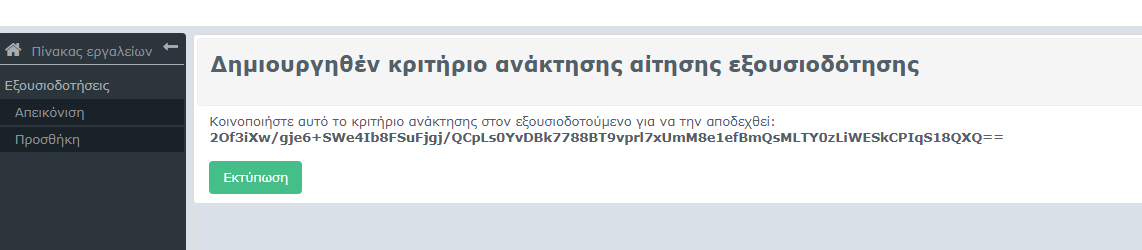 Πίνακας εργαλείων
Εξουσιοδοτήσεις
Απεικόνιση
Προσθήκη
Δημιουργηθέν κριτήριο ανάκτησης αίτησης εξουσιοδότησης
Κοινοποιήστε αυτό το κριτήριο ανάκτησης στον εξουσιοδοτούμενο για να την αποδεχθεί:
2Of3iXw/gje6+SWe4Ib8FSuFjgj/QCpLs0YvDBk7788BT9vprl7xUmM8e1efBmQsMLTY0zLiWESkCPIqS18QXQ==
Εκτύπωση